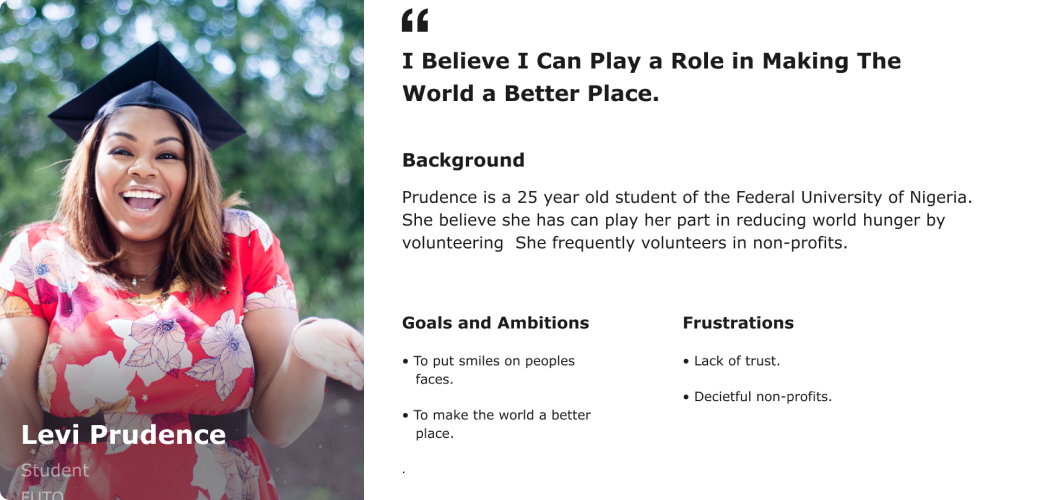 “
I Believe I Can Play a Role in Making The
World a Better Place.
Background
Prudence is a 25 year old student of the Federal University of Nigeria.
She believe she has can play her part in reducing world hunger by
volunteering  She frequently volunteers in non-profits.
Goals and Ambitions
• To put smiles on peoples
faces.
• To make the world a better
place.
.
Frustrations
• Lack of trust.
• Decietful non-profits.
Levi Prudence
Student
FUTO